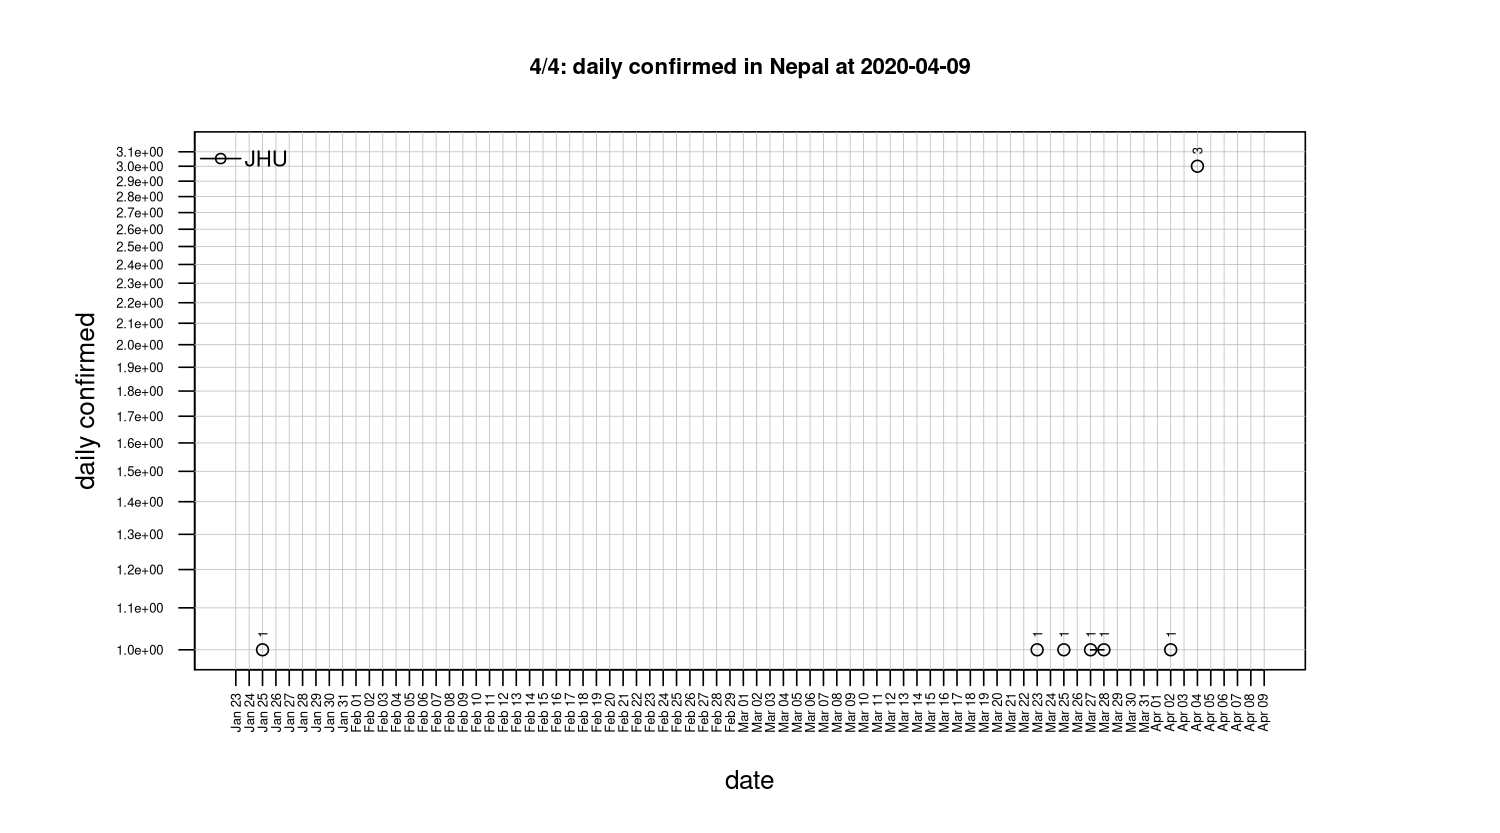 4/4: daily confirmed in Nepal at 2020-04-09
JHU
daily confirmed
3.1e+00
3.0e+00
2.9e+00
2.8e+00
2.7e+00
2.6e+00
2.5e+00
2.4e+00
2.3e+00
2.2e+00
2.1e+00
2.0e+00
1.9e+00
1.8e+00
1.7e+00
1.6e+00
1.5e+00
1.4e+00
1.3e+00
1.2e+00
1.1e+00
1.0e+00
1
1
1
1
1
1
3
Jan 23
Jan 24
Jan 25
Jan 26
Jan 27
Jan 28
Jan 29
Jan 30
Jan 31
Feb 01
Feb 02
Feb 03
Feb 04
Feb 05
Feb 06
Feb 07
Feb 08
Feb 09
Feb 10
Feb 11
Feb 12
Feb 13
Feb 14
Feb 15
Feb 16
Feb 17
Feb 18
Feb 19
Feb 20
Feb 21
Feb 22
Feb 23
Feb 24
Feb 25
Feb 26
Feb 27
Feb 28
Feb 29
Mar 01
Mar 02
Mar 03
Mar 04
Mar 05
Mar 06
Mar 07
Mar 08
Mar 09
Mar 10
Mar 11
Mar 12
Mar 13
Mar 14
Mar 15
Mar 16
Mar 17
Mar 18
Mar 19
Mar 20
Mar 21
Mar 22
Mar 23
Mar 24
Mar 25
Mar 26
Mar 27
Mar 28
Mar 29
Mar 30
Mar 31
Apr 01
Apr 02
Apr 03
Apr 04
Apr 05
Apr 06
Apr 07
Apr 08
Apr 09
date